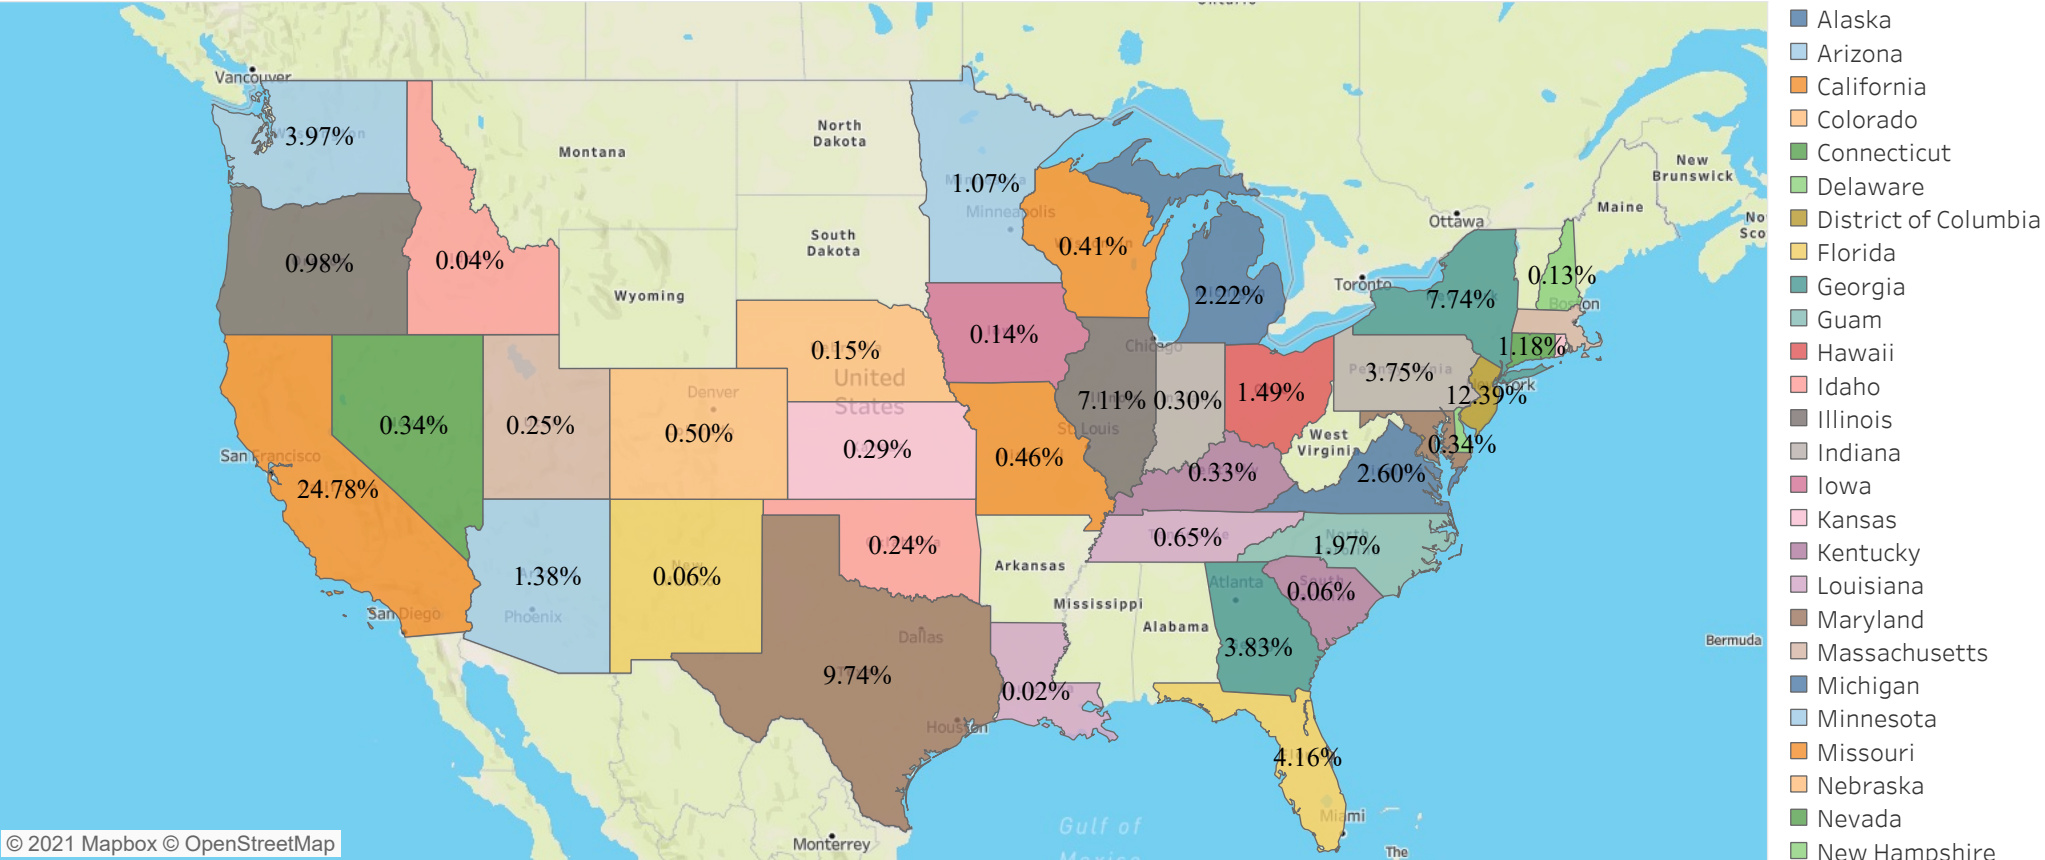 Ontario
Vancouver
3.97%
North
Dakota
Montana
New
Brunswick
1.07%
Minneapolis
Maine
Ottawa
No
Sco
South
Dakota
0.98%
0.04%
0.41%
0.13%
Toronto
Boston
Wyoming
2.22%
7.74%
0.14%
Chicago
1.18%
0.15%
United
States
3.75%
Denver
7.11%
0.30%
1.49%
12.39%
0.34%
0.25%
0.50%
St Louis
West
Virginia
0.34%
San Francisco
0.29%
0.46%
0.33%
2.60%
24.78%
0.24%
0.65%
1.97%
1.38%
0.06%
Arkansas
Atlanta
0.06%
Phoenix
San Diego
Mississippi
Alabama
Dallas
3.83%
Bermuda
9.74%
0.02%
Houston
4.16%
Miami
Gulf of
Mexico
Monterrey
The
© 2021 Mapbox © OpenStreetMap
Alaska
Arizona
California
Colorado
Connecticut
Delaware
District of Columbia
Florida
Georgia
Guam
Hawaii
Idaho
Illinois
Indiana
Iowa
Kansas
Kentucky
Louisiana
Maryland
Massachusetts
Michigan
Minnesota
Missouri
Nebraska
Nevada
New Hampshire